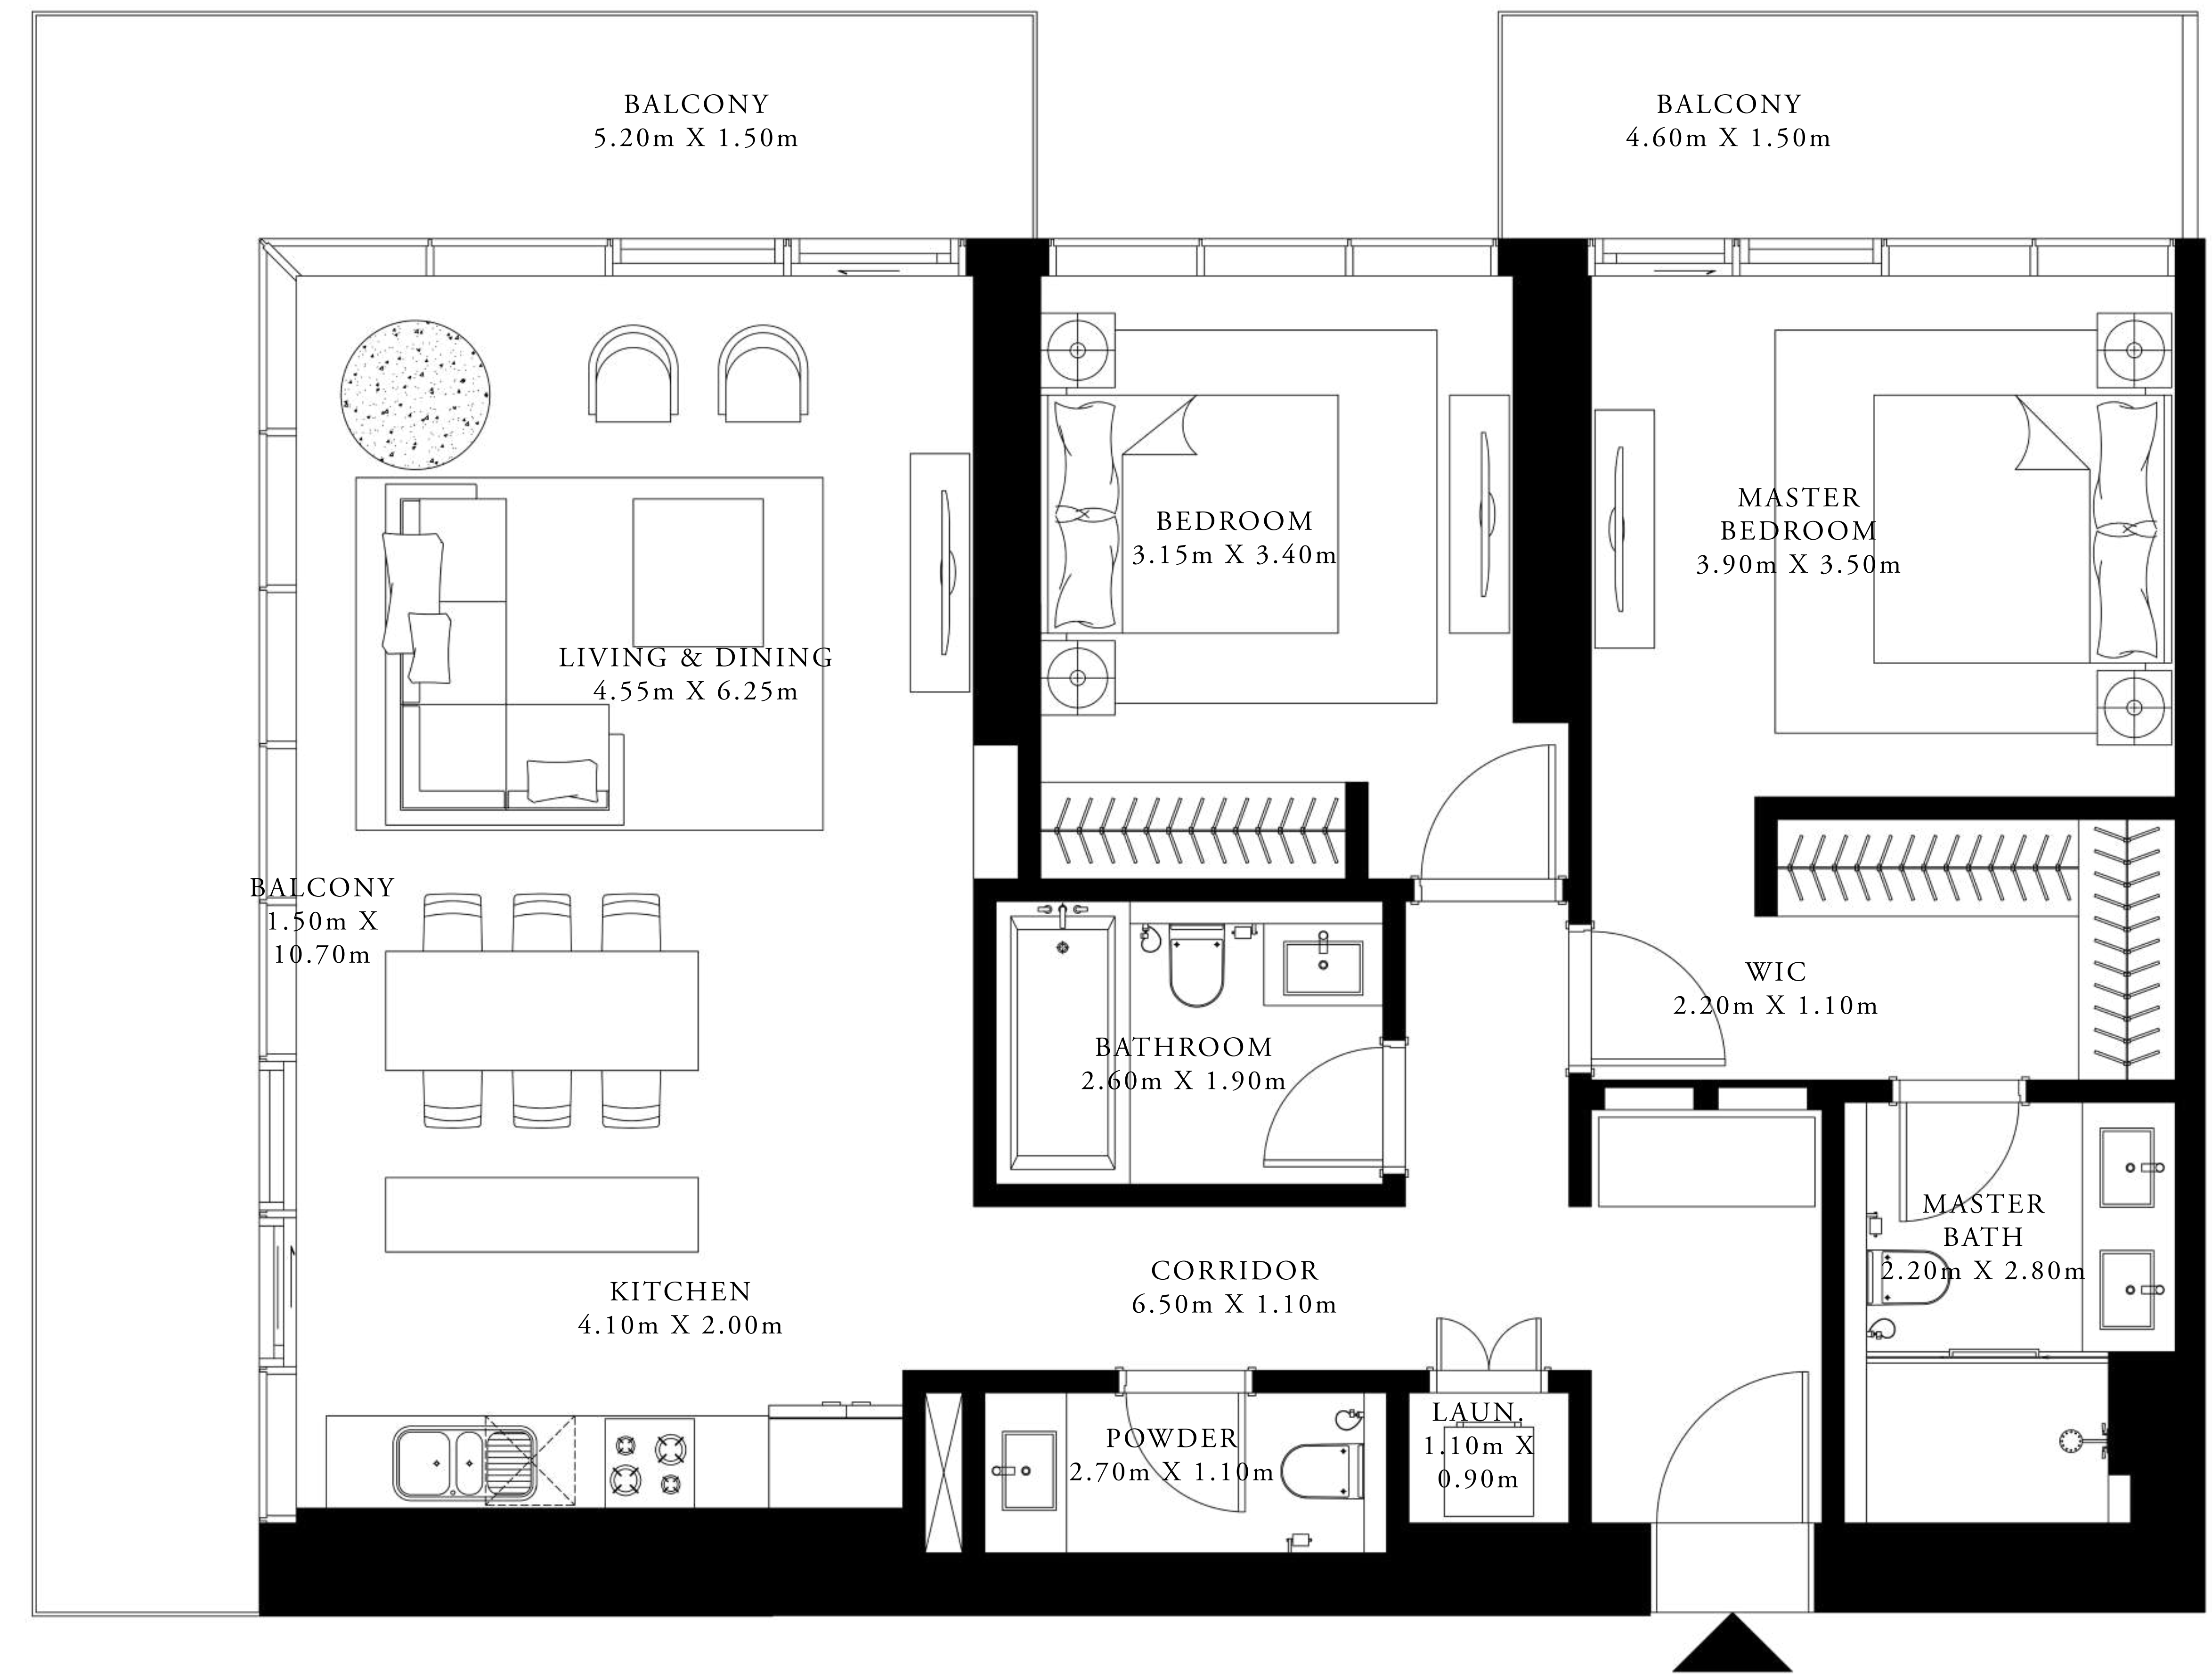 BALCONY
5.20m X 1.50m
BALCONY
4.60m X 1.50m
BEDROOM
3.15m X 3.40m
MASTER
BEDROOM
3.90m X 3.50m
LIVING & DINING
4.55m X 6.25m
BALCONY
1.50m X
10.70m
WIC
2.20m X 1.10m
BATHROOM
2.60m X 1.90m
MASTER
BATH
2.20m X 2.80m
KITCHEN
4.10m X 2.00m
CORRIDOR
6.50m X 1.10m
POWDER
2.70m X 1.10m
LAUN.
1.10m X
0.90m